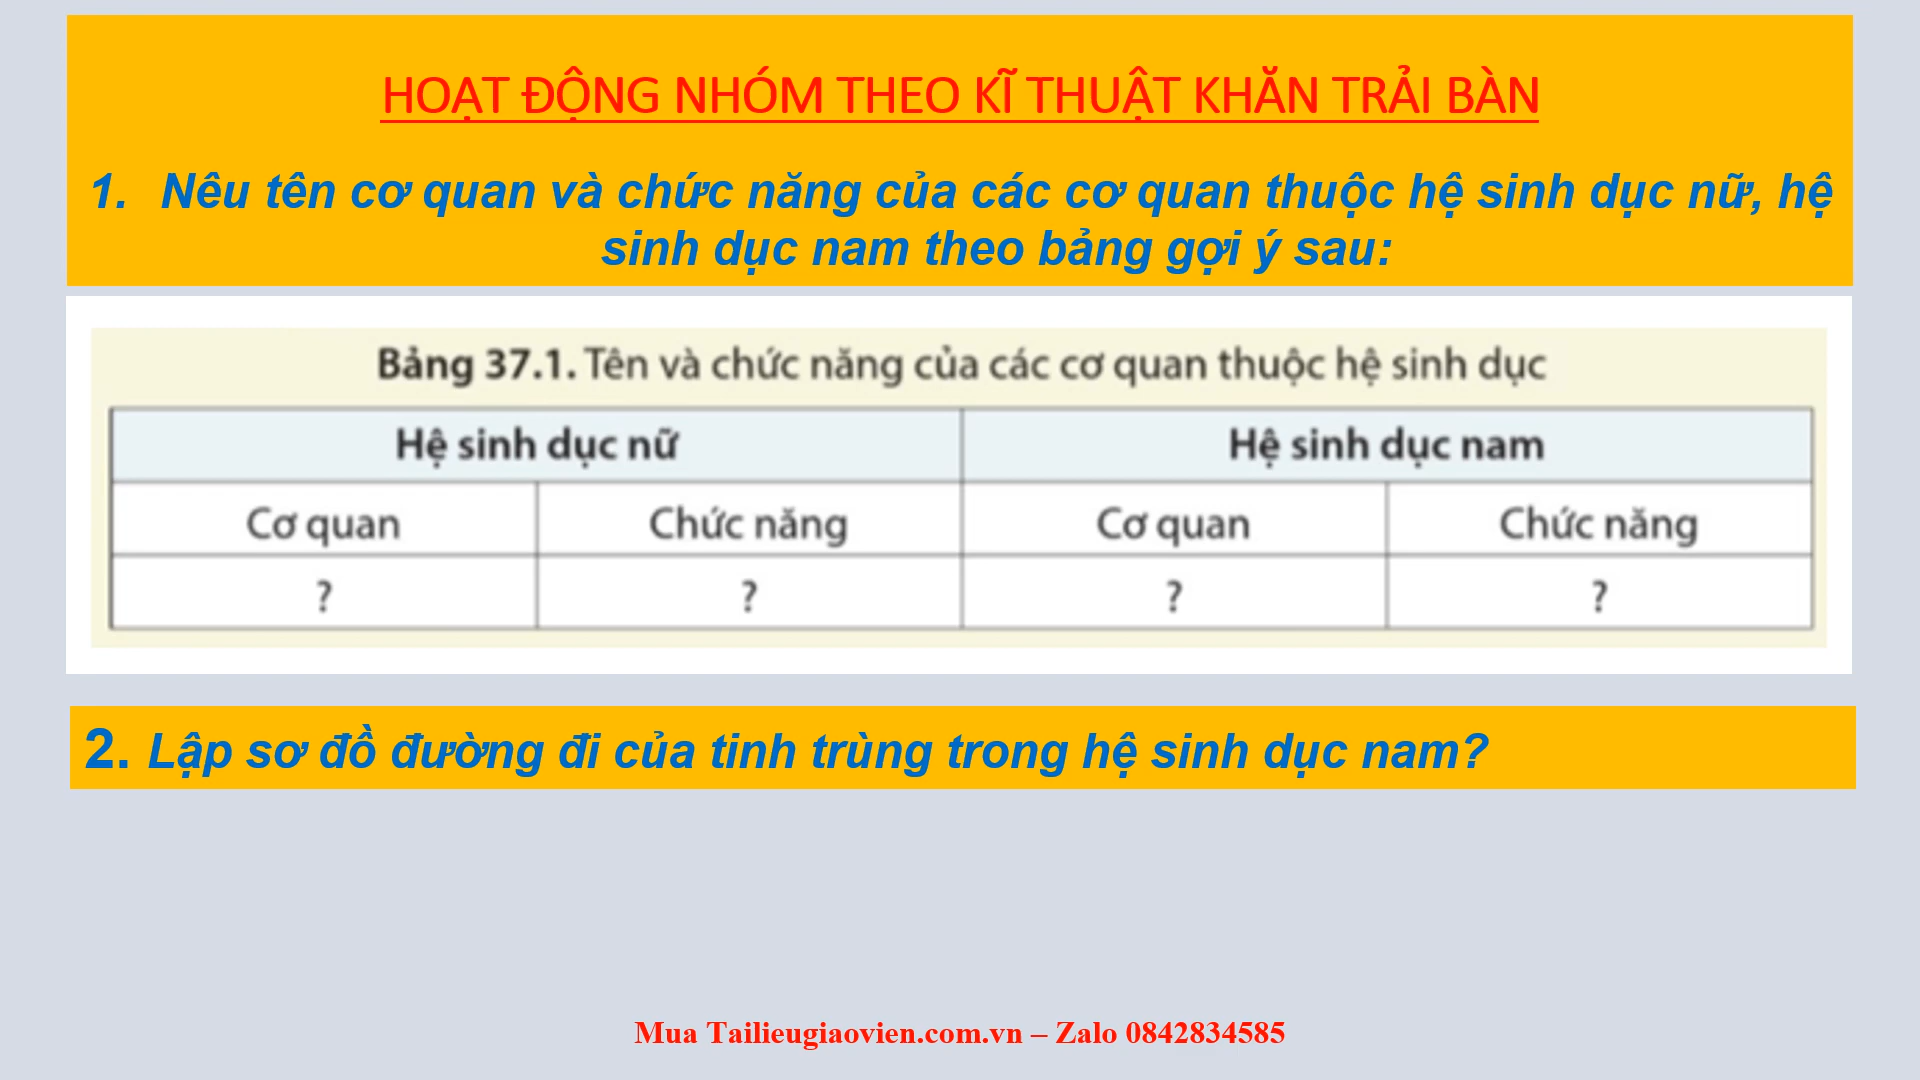 HOẠT ĐỘNG NHÓM THEO KĨ THUẬT KHĂN TRẢI BÀN
1. Nêu tên cơ quan và chức năng của các cơ quan thuộc hệ sinh dục nữ, hệ
sinh dục nam theo bảng gợi ý sau:
Bảng 37.1. Tên và chức năng của các cơ quan thuộc hệ sinh dục
Hệ sinh dục nữ Hệ sinh dục nam
Cơ quan Chức năng Cơ quan Chức năng
? ? ? ?
2. Lập sơ đồ đường đi của tinh trùng trong hệ sinh dục nam?
Mua Tailieugiaovien.com.vn – Zalo 0842834585